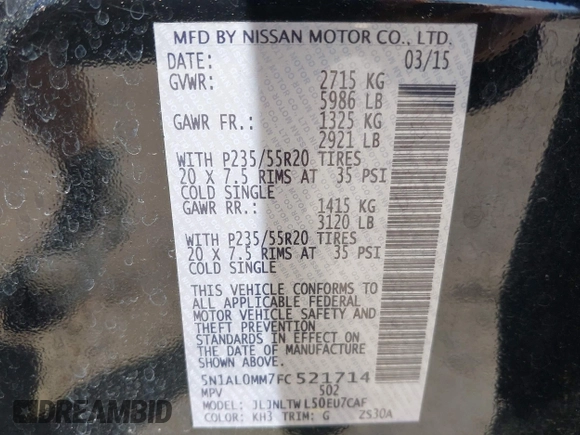 MFD BY NISSAN MOTOR CO., LTD.
DATE: 03/15
GVWR: 2715 KG
5986 LB
GAWR FR.: 1325 KG
2921 LB
WITH P235/55R20 TIRES
20 X 7.5 RIMS AT 35 PSI
COLD SINGLE
GAWR RR.: 1415 KG
3120 LB
WITH P235/55R20 TIRES
20 X 7.5 RIMS AT 35 PSI
COLD SINGLE
THIS VEHICLE CONFORMS TO
ALL APPLICABLE FEDERAL
MOTOR VEHICLE SAFETY AND
THEFT PREVENTION
STANDARDS IN EFFECT ON THE
DATE OF MANUFACTURE
SHOWN ABOVE.
5N1AL0MM7FC521714
MPV 502
MODEL: JLJNLTWL50EU7CAF
COLOR: KH3 TRIM: G ZS30A
EpicVIN.com